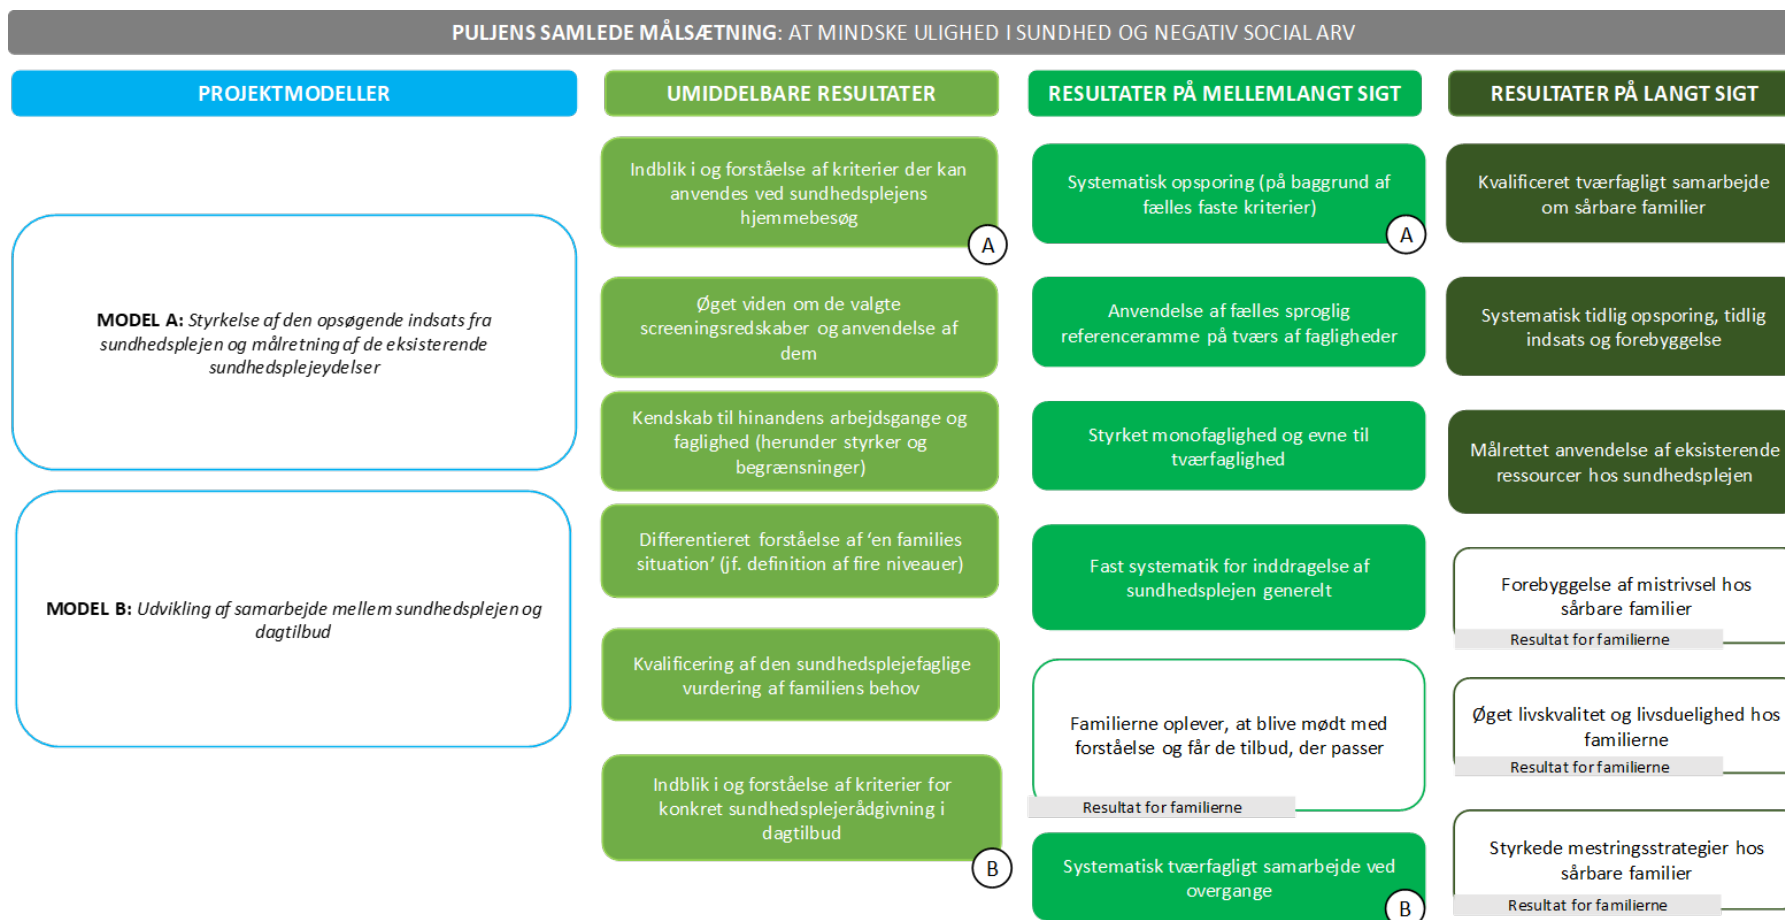 PULJENS SAMLEDE MÅLSÆTNING: AT MINDSKE ULIGHED I SUNDHED OG NEGATIV SOCIAL ARV
PROJEKTMODELLER
MODEL A: Styrkelse af den opsøgende indsats fra
sundhedsplejen og målretning af de eksisterende
sundhedsplejeydelser
MODEL B: Udvikling af samarbejde mellem sundhedsplejen og
dagtilbud
UMIDDELBARE RESULTATER
Indblik i og forståelse af kriterier der kan
anvendes ved sundhedsplejens
hjemmebesøg
A
Øget viden om de valgte
screeningsredskaber og anvendelse af
dem
Kendskab til hinandens arbejdsgange og
faglighed (herunder styrker og
begrænsninger)
Differentieret forståelse af ‘en families
situation’ (jf. definition af fire niveauer)
Kvalificering af den sundhedsplejefaglige
vurdering af familiens behov
Indblik i og forståelse af kriterier for
konkret sundhedsplejerådgivning i
dagtilbud
B
RESULTATER PÅ MELLEMLANGT SIGT
Systematisk opsporing (på baggrund af
fælles faste kriterier)
A
Anvendelse af fælles sproglig
referenceramme på tværs af fagligheder
Styrket monofaglighed og evne til
tværfaglighed
Fast systematik for inddragelse af
sundhedsplejen generelt
Familierne oplever, at blive mødt med
forståelse og får de tilbud, der passer
Resultat for familierne
Systematisk tværfagligt samarbejde ved
overgange
B
RESULTATER PÅ LANGT SIGT
Kvalificeret tværfagligt samarbejde
om sårbare familier
Systematisk tidlig opsporing, tidlig
indsats og forebyggelse
Målrettet anvendelse af eksisterende
ressourcer hos sundhedsplejen
Forebyggelse af mistrivsel hos
sårbare familier
Resultat for familierne
Øget livskvalitet og livsduelighed hos
familierne
Resultat for familierne
Styrkede mestringsstrategier hos
sårbare familier
Resultat for familierne